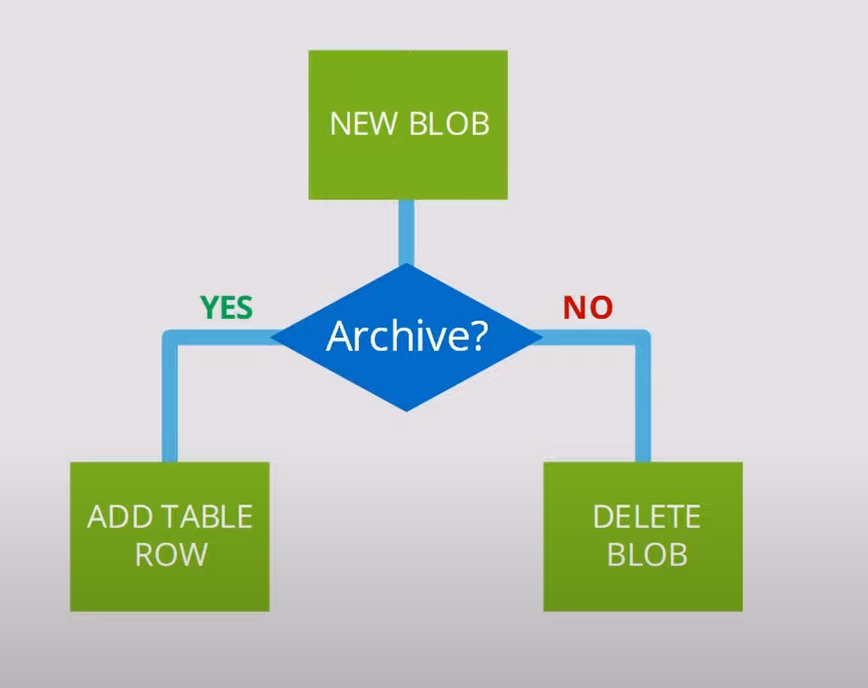 NEW BLOB
YES
NO
Archive?
ADD TABLE
ROW
DELETE
BLOB